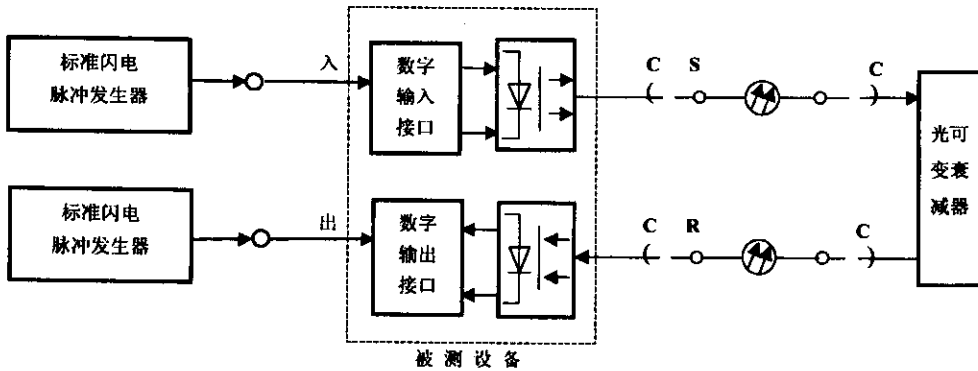 标准闪电
脉冲发生器
入
数字
输入
接口
C S
C
光可
变衰
减器
标准闪电
脉冲发生器
出
数字
输出
接口
C R
C
被测设备